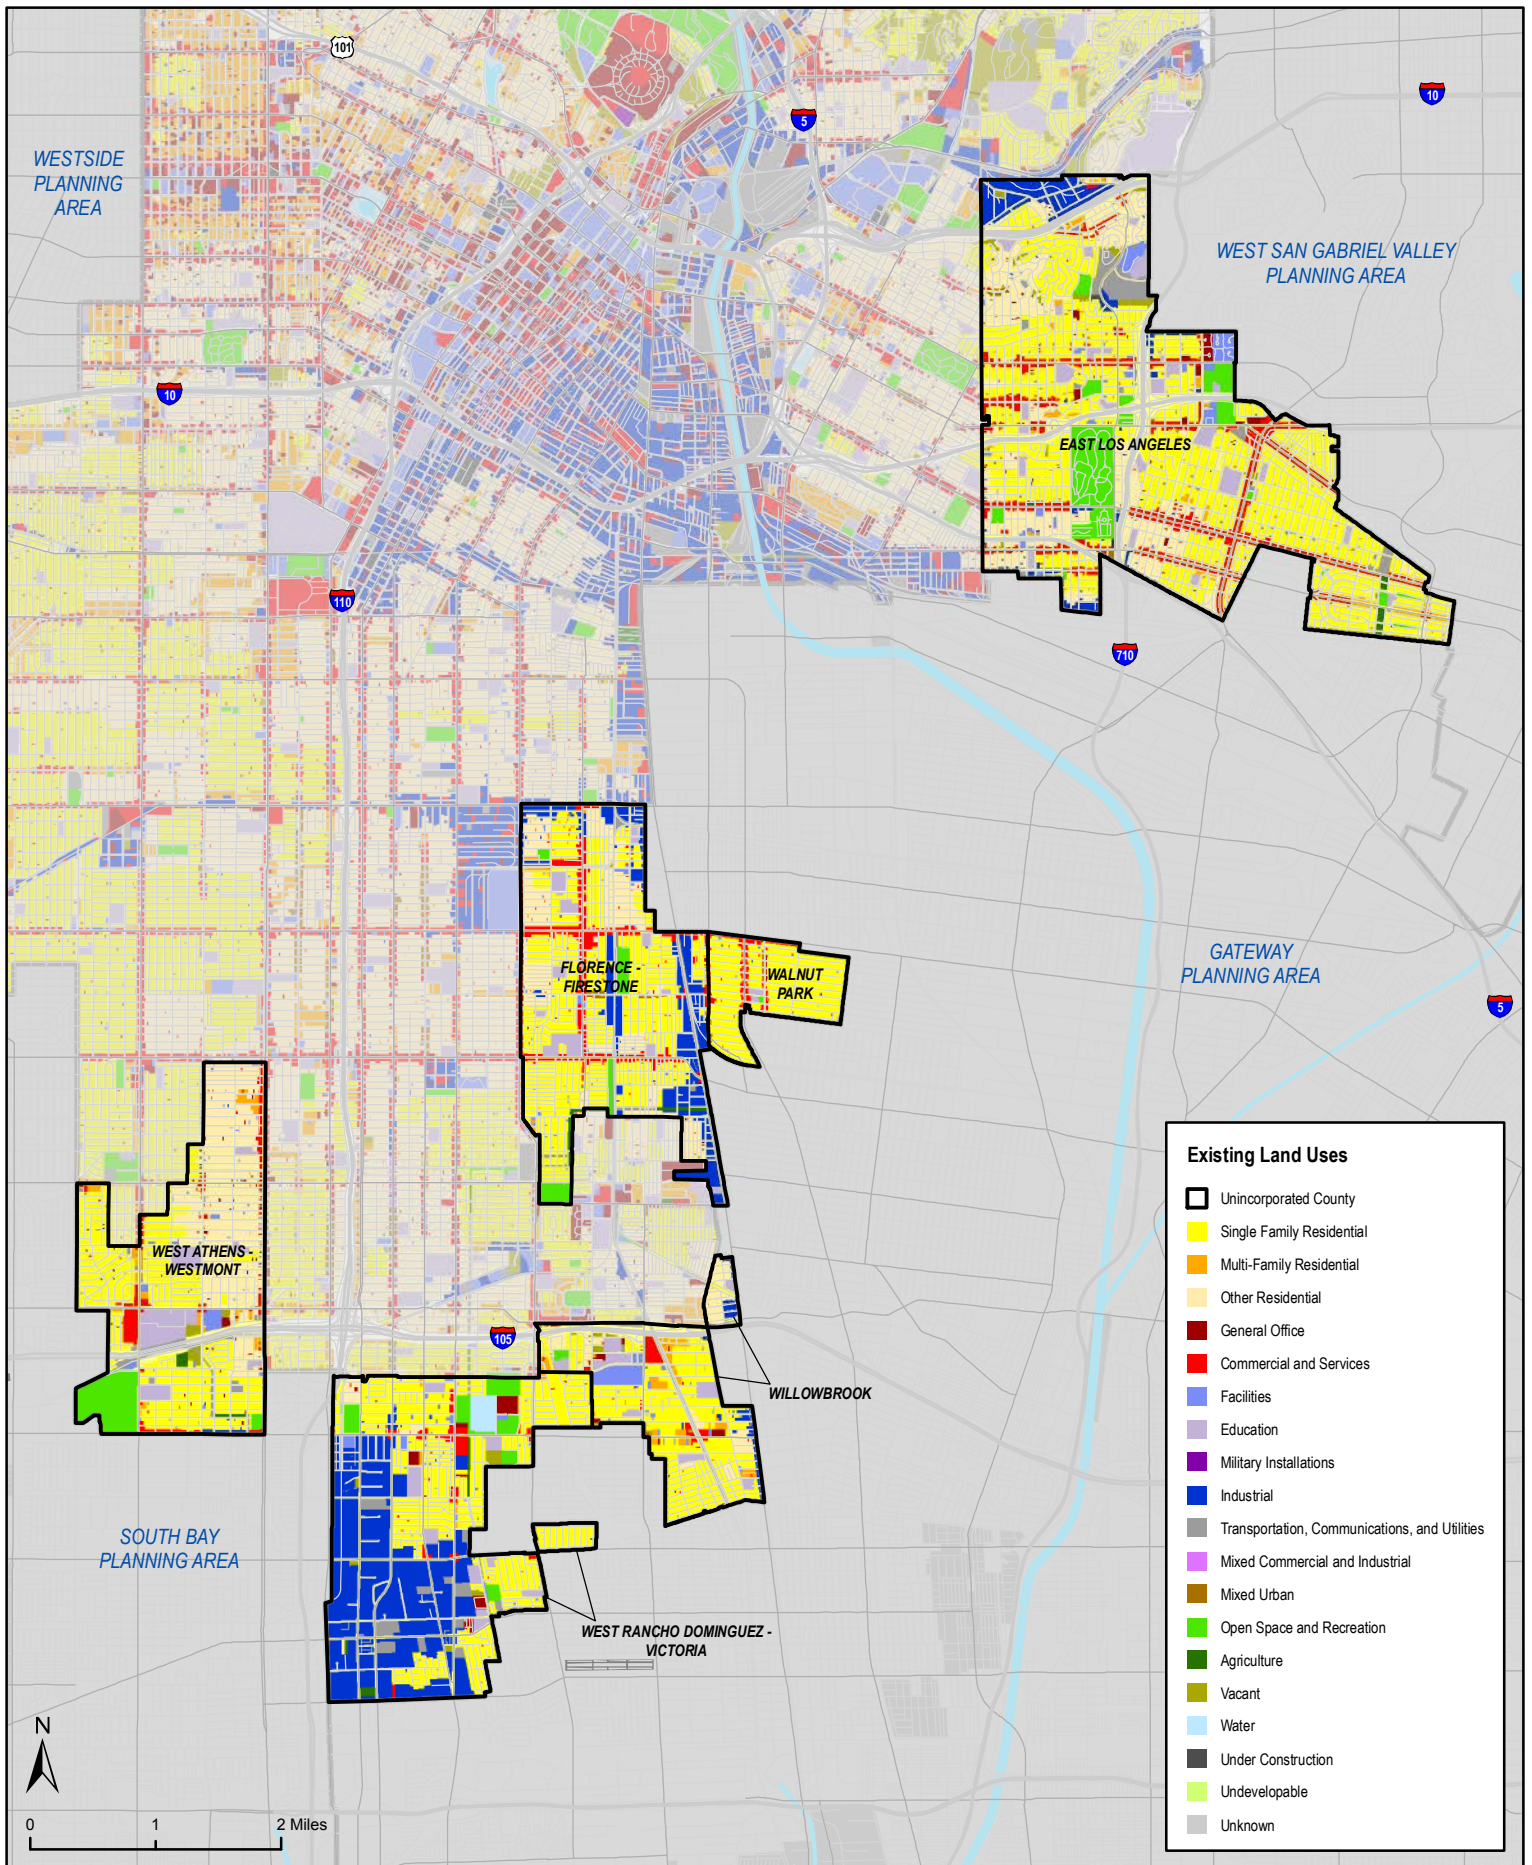 101
10
5
WESTSIDE
PLANNING
AREA
WEST SAN GABRIEL VALLEY
PLANNING AREA
10
EAST LOS ANGELES
110
710
FLORENCE -
FIRESTONE
WALNUT
PARK
GATEWAY
PLANNING AREA
5
WEST ATHENS -
WESTMONT
105
WILLOWBROOK
SOUTH BAY
PLANNING AREA
WEST RANCHO DOMINGUEZ -
VICTORIA
Existing Land Uses
Unincorporated County
Single Family Residential
Multi-Family Residential
Other Residential
General Office
Commercial and Services
Facilities
Education
Military Installations
Industrial
Transportation, Communications, and Utilities
Mixed Commercial and Industrial
Mixed Urban
Open Space and Recreation
Agriculture
Vacant
Water
Under Construction
Undevelopable
Unknown
N
0 1 2 Miles